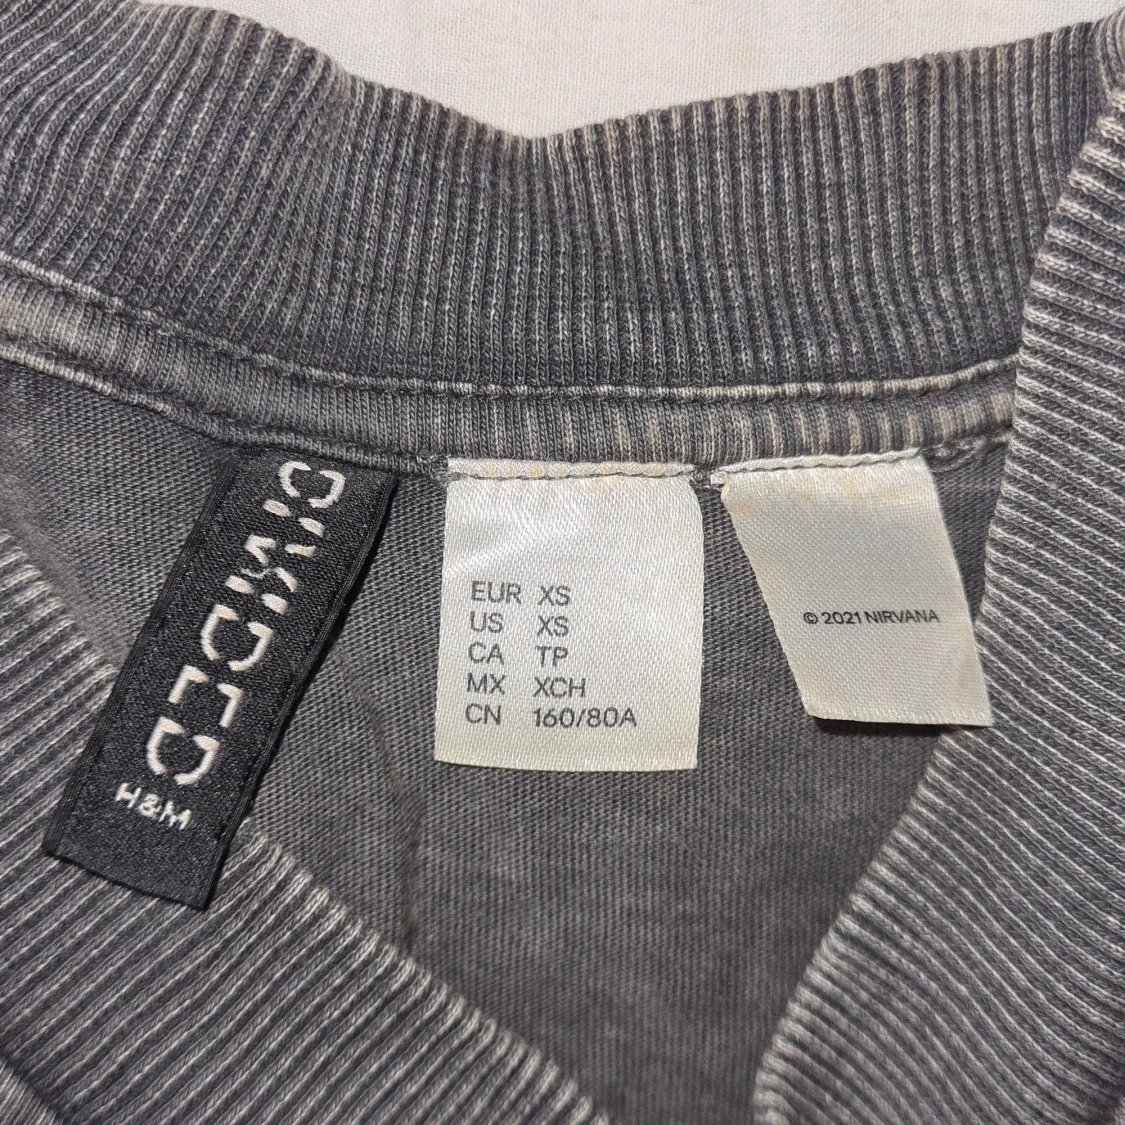 DIVIDED
H&M
EUR XS
US XS
CA TP
MX XCH
CN 160/80A
© 2021 NIRVANA